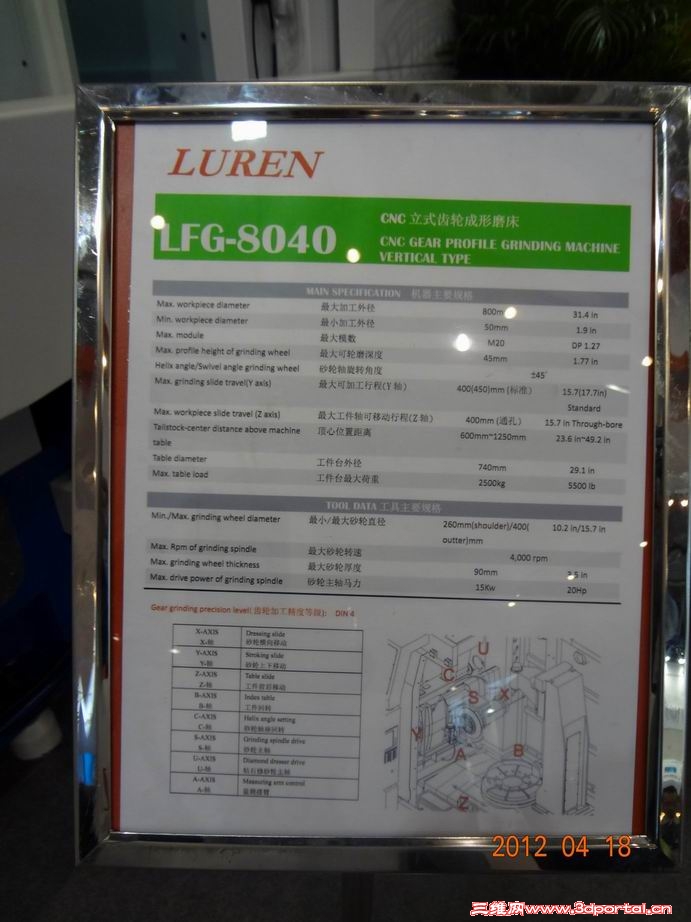 LUREN
LFG-8040
CNC 立式齿轮成形磨床
CNC GEAR PROFILE GRINDING MACHINE
VERTICAL TYPE
MAIN SPECIFICATION 机器主要规格
Max. workpiece diameter 最大加工外径 800m 31.4 in
Min. workpiece diameter 最小加工外径 50mm 1.9 in
Max. module 最大模数 M20 DP 1.27
Max. profile height of grinding wheel 最大可轮磨深度 45mm 1.77 in
Helix angle/Swivel angle grinding wheel 砂轮轴旋转角度 ±45°
Max. grinding slide travel(Y axis) 最大可加工行程(Y 轴) 400(450)mm (标准) 15.7(17.7in)
Standard
Max. workpiece slide travel (Z axis) 最大工件轴可移动行程(Z 轴) 400mm (通孔) 15.7 in Through-bore
Tailstock-center distance above machine 顶心位置距离 600mm~1250mm 23.6 in~49.2 in
table
Table diameter 工件台外径 740mm 29.1 in
Max. table load 工件台最大荷重 2500kg 5500 lb
TOOL DATA 工具主要规格
Min./Max. grinding wheel diameter 最小/最大砂轮直径 260mm(shoulder)/400( 10.2 in/15.7 in
outter)mm
Max. Rpm of grinding spindle 最大砂轮转速 4,000 rpm
Max. grinding wheel thickness 最大砂轮厚度 90mm 3.5 in
Max. drive power of grinding spindle 砂轮主轴马力 15Kw 20Hp
Gear grinding precision level(齿轮加工精度等级): DIN 4
X-AXIS Dressing slide
X-轴 砂轮横向移动
Y-AXIS Stroking slide
Y-轴 砂轮上下移动
Z-AXIS Table slide
Z-轴 工件前后移动
B-AXIS Index table
B-轴 工件回转
C-AXIS Helix angle setting
C-轴 砂轮轴座回转
S-AXIS Grinding spindle drive
S-轴 砂轮主轴
U-AXIS Diamond dresser drive
U-轴 钻石修砂轮主轴
A-AXIS Measuring arm control
A-轴 量测摆臂
U
C
S
X
Y
A
B
Z
2012 04 18
三维网www.3dportal.cn